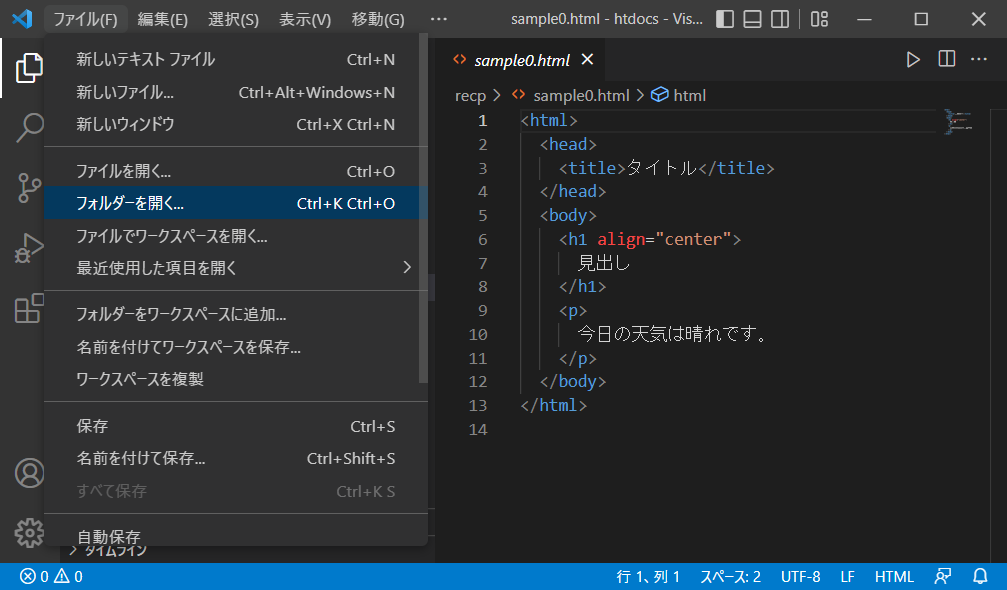 ファイル(F) 編集(E) 選択(S) 表示(V) 移動(G) ··· sample0.html - htdocs - Vis...
新しいテキスト ファイル Ctrl+N
新しいファイル... Ctrl+Alt+Windows+N
新しいウィンドウ Ctrl+X Ctrl+N
ファイルを開く... Ctrl+O
フォルダーを開く... Ctrl+K Ctrl+O
ファイルでワークスペースを開く...
最近使用した項目を開く
フォルダーをワークスペースに追加...
名前を付けてワークスペースを保存...
ワークスペースを複製
保存 Ctrl+S
名前を付けて保存... Ctrl+Shift+S
すべて保存 Ctrl+K S
自動保存
タイムライン
sample0.html
recp > sample0.html > html
1 <html>
2 <head>
3 <title>タイトル</title>
4 </head>
5 <body>
6 <h1 align="center">
7 見出し
8 </h1>
9 <p>
10 今日の天気は晴れです。
11 </p>
12 </body>
13 </html>
14
0 0 行 1、列 1 スペース: 2 UTF-8 LF HTML